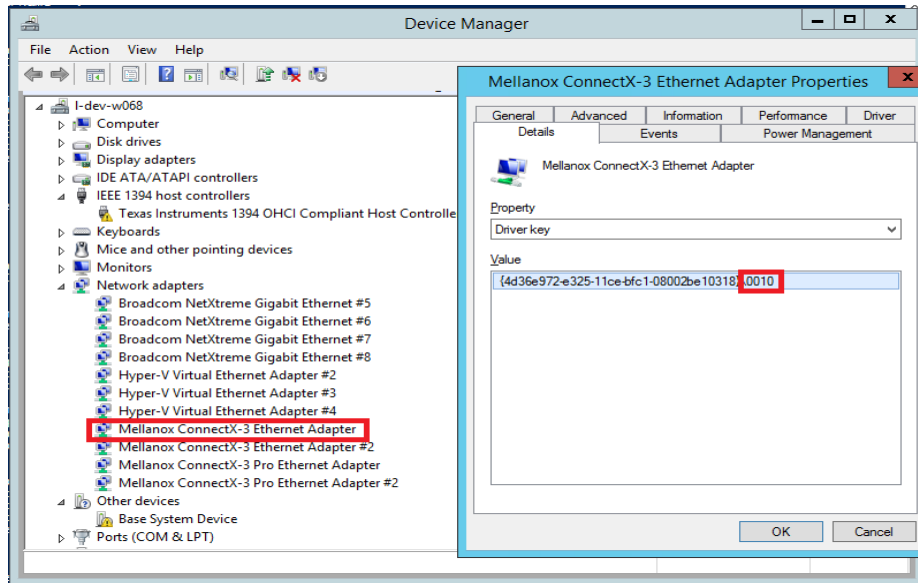 Device Manager
File Action View Help
l-dev-w068
Computer
Disk drives
Display adapters
IDE ATA/ATAPI controllers
IEEE 1394 host controllers
Texas Instruments 1394 OHCI Compliant Host Controlle
Keyboards
Mice and other pointing devices
Monitors
Network adapters
Broadcom NetXtreme Gigabit Ethernet #5
Broadcom NetXtreme Gigabit Ethernet #6
Broadcom NetXtreme Gigabit Ethernet #7
Broadcom NetXtreme Gigabit Ethernet #8
Hyper-V Virtual Ethernet Adapter #2
Hyper-V Virtual Ethernet Adapter #3
Hyper-V Virtual Ethernet Adapter #4
Mellanox ConnectX-3 Ethernet Adapter
Mellanox ConnectX-3 Ethernet Adapter #2
Mellanox ConnectX-3 Pro Ethernet Adapter
Mellanox ConnectX-3 Pro Ethernet Adapter #2
Other devices
Base System Device
Ports (COM & LPT)
Mellanox ConnectX-3 Ethernet Adapter Properties
General Advanced Information Performance Driver
Details Events Power Management
Mellanox ConnectX-3 Ethernet Adapter
Property
Driver key
Value
{4d36e972-e325-11ce-bfc1-08002be10318}\0010
OK Cancel